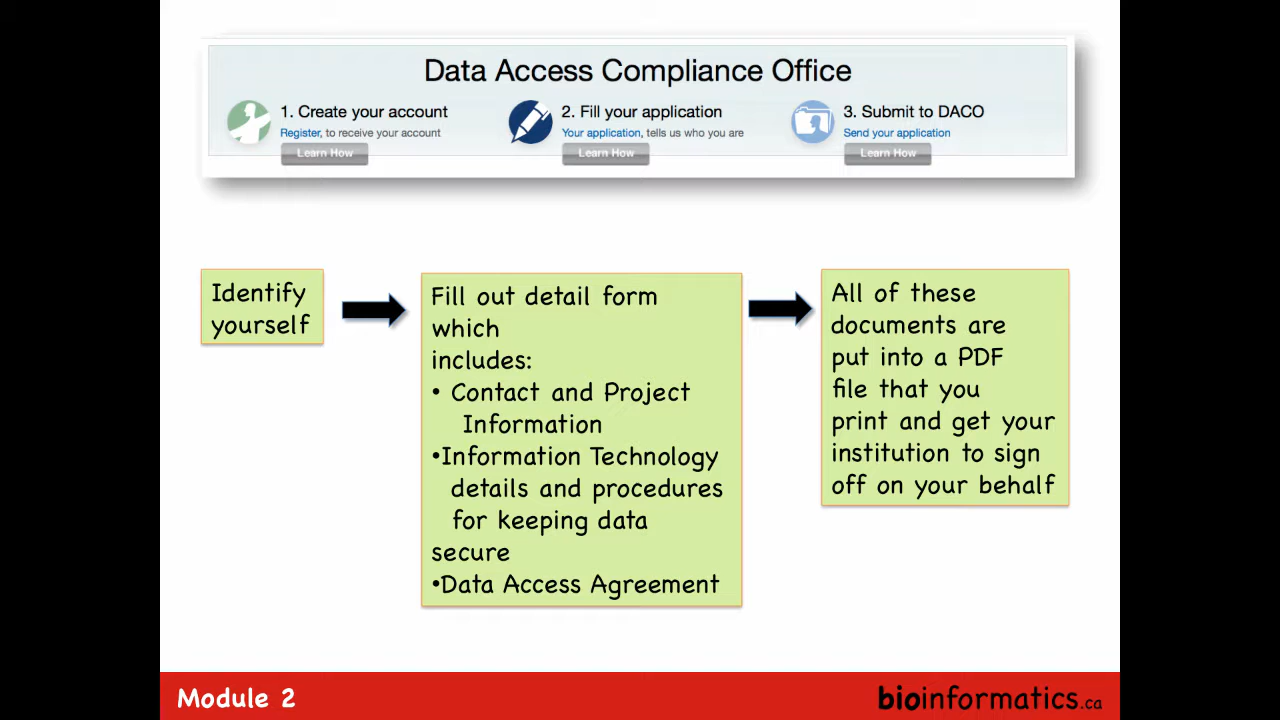 Data Access Compliance Office
1. Create your account
Register, to receive your account
Learn How
2. Fill your application
Your application, tells us who you are
Learn How
3. Submit to DACO
Send your application
Learn How
Identify
yourself
Fill out detail form
which
includes:
• Contact and Project
Information
•Information Technology
details and procedures
for keeping data
secure
•Data Access Agreement
All of these
documents are
put into a PDF
file that you
print and get your
institution to sign
off on your behalf
Module 2
bioinformatics.ca